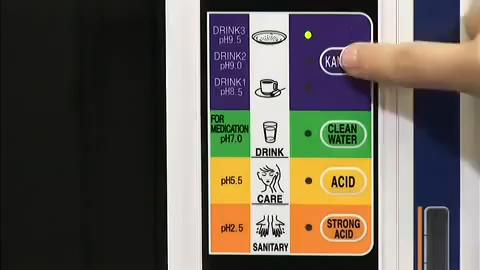 DRINK3
pH9.5
DRINK2
pH9.0
DRINK1
pH8.5
FOR
MEDICATION
pH7.0
DRINK
CLEAN
WATER
pH5.5
CARE
ACID
pH2.5
SANITARY
STRONG
ACID